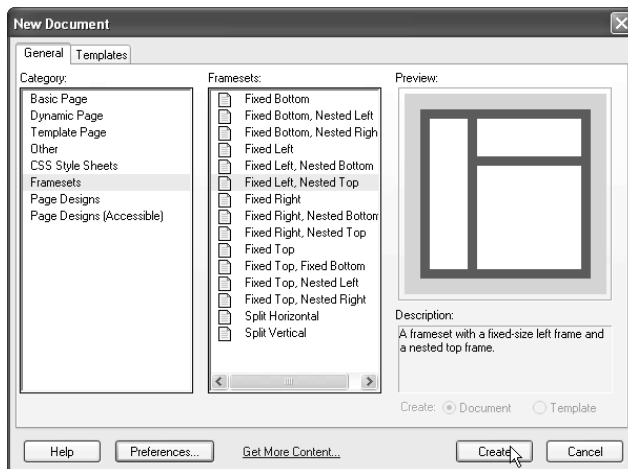 New Document
General Templates
Category:
Basic Page
Dynamic Page
Template Page
Other
CSS Style Sheets
Framesets
Page Designs
Page Designs (Accessible)
Framesets:
Fixed Bottom
Fixed Bottom, Nested Left
Fixed Bottom, Nested Righ
Fixed Left
Fixed Left, Nested Bottom
Fixed Left, Nested Top
Fixed Right
Fixed Right, Nested Bottom
Fixed Right, Nested Top
Fixed Top
Fixed Top, Fixed Bottom
Fixed Top, Nested Left
Fixed Top, Nested Right
Split Horizontal
Split Vertical
Preview:
Description:
A frameset with a fixed-size left frame and
a nested top frame.
Create: Document Template
Help Preferences... Get More Content... Create Cancel